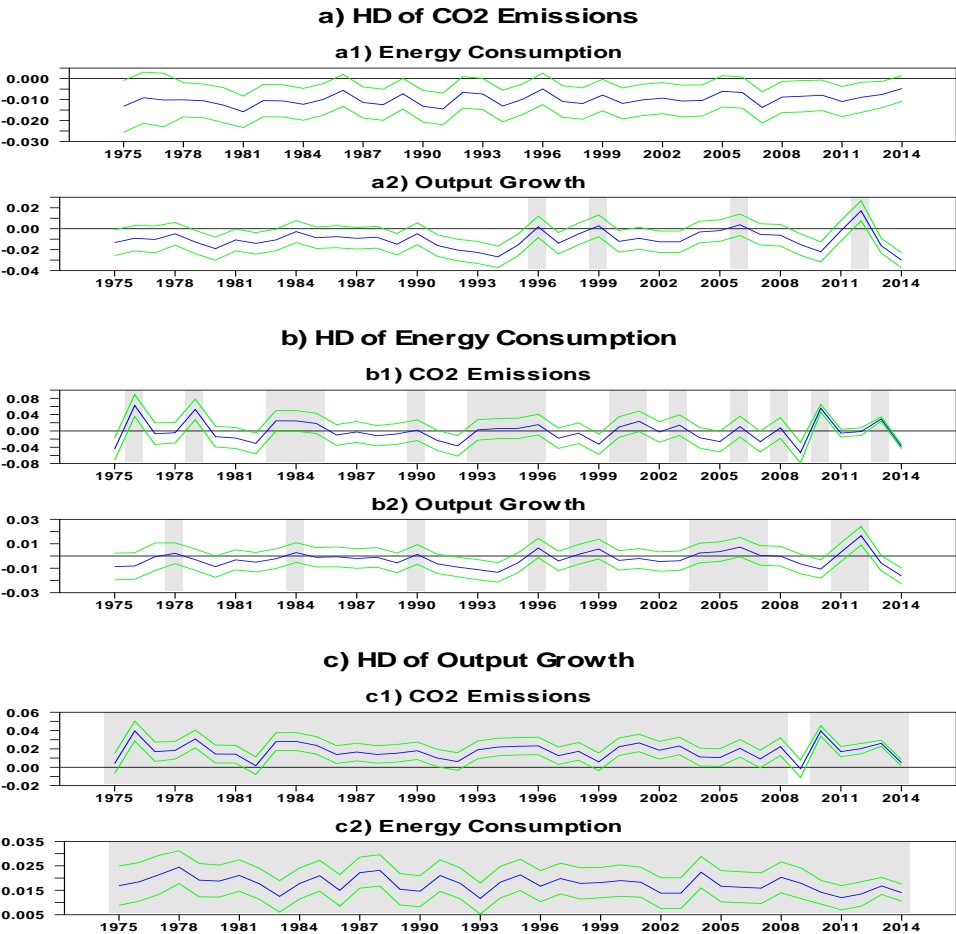 a) HD of CO2 Emissions
a1) Energy Consumption
0.000
-0.010
-0.020
-0.030
1975 1978 1981 1984 1987 1990 1993 1996 1999 2002 2005 2008 2011 2014
a2) Output Growth
0.02
0.00
-0.02
-0.04
1975 1978 1981 1984 1987 1990 1993 1996 1999 2002 2005 2008 2011 2014
b) HD of Energy Consumption
b1) CO2 Emissions
0.08
0.04
0.00
-0.04
-0.08
1975 1978 1981 1984 1987 1990 1993 1996 1999 2002 2005 2008 2011 2014
b2) Output Growth
0.03
0.01
-0.01
-0.03
1975 1978 1981 1984 1987 1990 1993 1996 1999 2002 2005 2008 2011 2014
c) HD of Output Growth
c1) CO2 Emissions
0.06
0.04
0.02
0.00
-0.02
1975 1978 1981 1984 1987 1990 1993 1996 1999 2002 2005 2008 2011 2014
c2) Energy Consumption
0.035
0.025
0.015
0.005
1975 1978 1981 1984 1987 1990 1993 1996 1999 2002 2005 2008 2011 2014